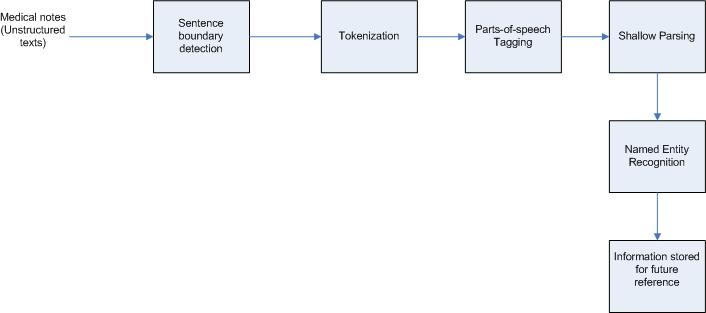 Medical notes
(Unstructured
texts)
Sentence
boundary
detection
Tokenization
Parts-of-speech
Tagging
Shallow Parsing
Named Entity
Recognition
Information stored
for future
reference